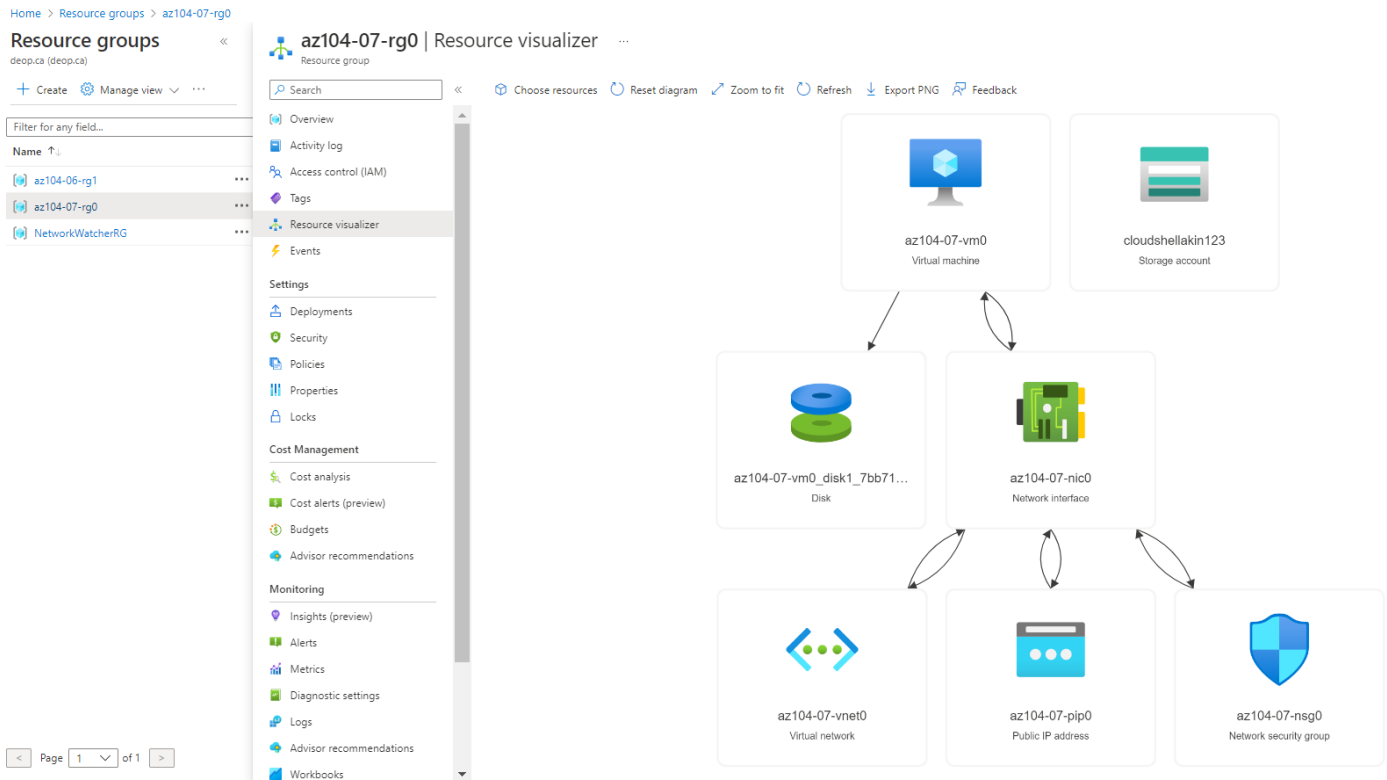 Home > Resource groups > az104-07-rg0
Resource groups «
deop.ca (deop.ca)
Create Manage view ...
Filter for any field...
Name ↑↓
az104-06-rg1 ...
az104-07-rg0 ...
NetworkWatcherRG ...
< Page 1 of 1 >
az104-07-rg0 | Resource visualizer ...
Resource group
Search «
Overview
Activity log
Access control (IAM)
Tags
Resource visualizer
Events
Settings
Deployments
Security
Policies
Properties
Locks
Cost Management
Cost analysis
Cost alerts (preview)
Budgets
Advisor recommendations
Monitoring
Insights (preview)
Alerts
Metrics
Diagnostic settings
Logs
Advisor recommendations
Workbooks
Choose resources Reset diagram Zoom to fit Refresh Export PNG Feedback
az104-07-vm0
Virtual machine
cloudshellakin123
Storage account
az104-07-vm0_disk1_7bb71...
Disk
az104-07-nic0
Network interface
az104-07-vnet0
Virtual network
az104-07-pip0
Public IP address
az104-07-nsg0
Network security group